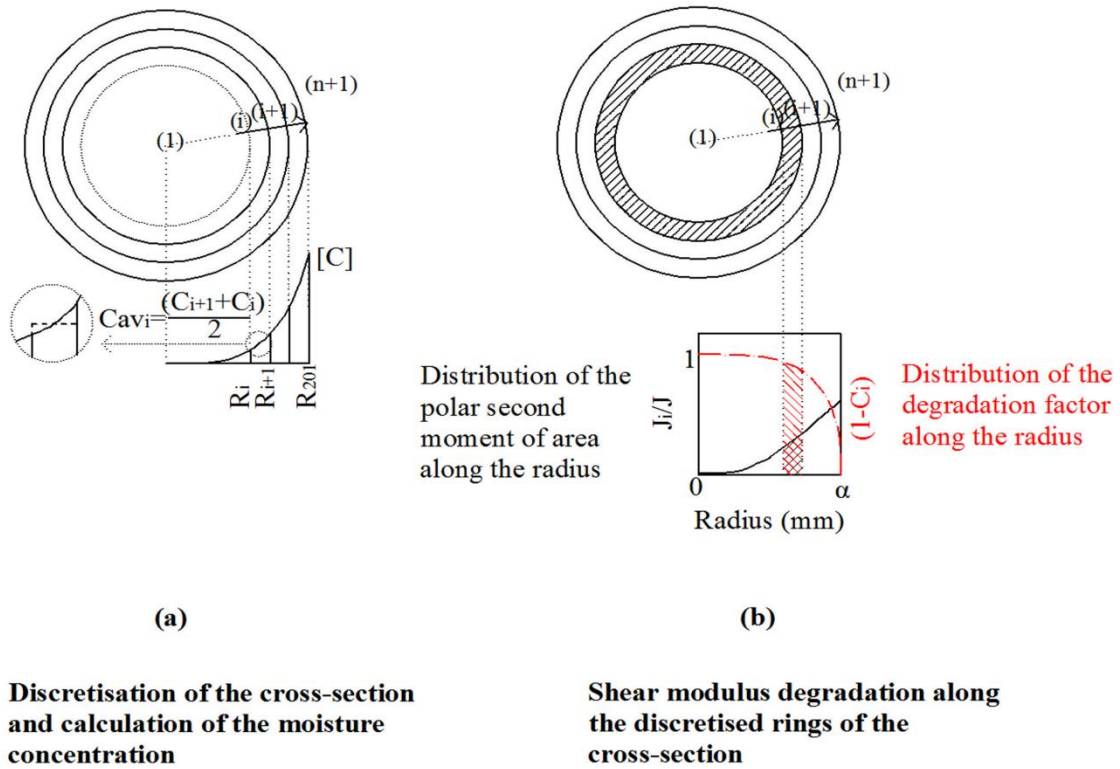 (n+1)
(i)
(i+1)
(1)
[C]
Cavi=(Ci+1+Ci)
2
Ri
Ri+1
R201
(n+1)
(i)
(i+1)
(1)
Distribution of the
polar second
moment of area
along the radius
1
Ji/J
0
α
Radius (mm)
(1-Ci)
Distribution of the
degradation factor
along the radius
(a)
(b)
Discretisation of the cross-section
and calculation of the moisture
concentration
Shear modulus degradation along
the discretised rings of the
cross-section